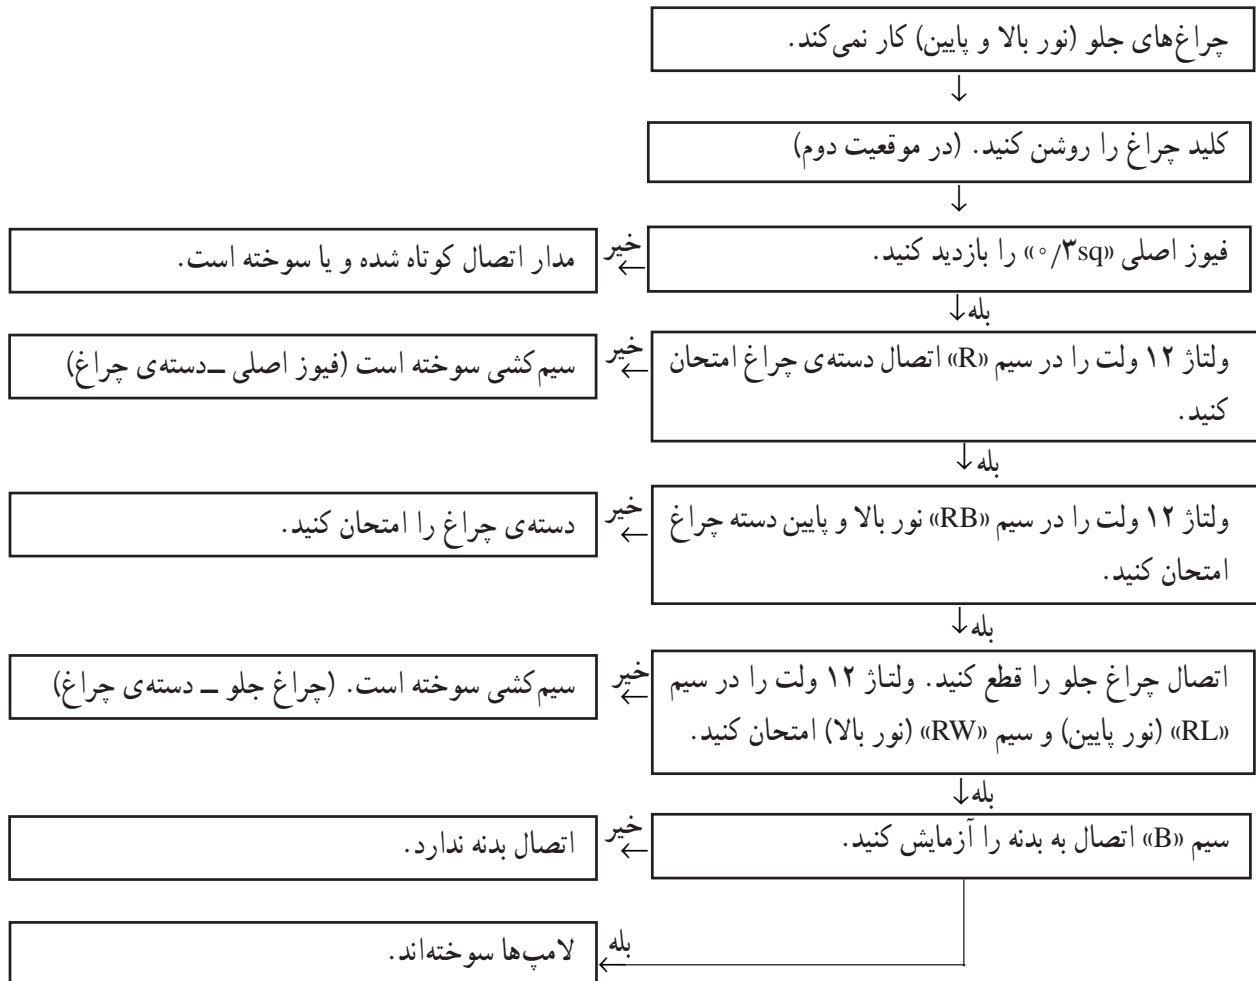 چراغ‌های جلو (نور بالا و پایین) کار نمی‌کند.
کلید چراغ را روشن کنید. (در موقعیت دوم)
فیوز اصلی «۰/۳sq» را بازدید کنید.
خیر
مدار اتصال کوتاه شده و یا سوخته است.
بله
ولتاژ ۱۲ ولت را در سیم «R» اتصال دسته‌ی چراغ امتحان
کنید.
خیر
سیم‌کشی سوخته است (فیوز اصلی ــ دسته‌ی چراغ)
بله
ولتاژ ۱۲ ولت را در سیم «RB» نور بالا و پایین دسته چراغ
امتحان کنید.
خیر
دسته‌ی چراغ را امتحان کنید.
بله
اتصال چراغ جلو را قطع کنید. ولتاژ ۱۲ ولت را در سیم
«RL» (نور پایین) و سیم «RW» (نور بالا) امتحان کنید.
خیر
سیم‌کشی سوخته است. (چراغ جلو ــ دسته‌ی چراغ)
بله
سیم «B» اتصال به بدنه را آزمایش کنید.
خیر
اتصال بدنه ندارد.
بله
لامپ‌ها سوخته‌اند.